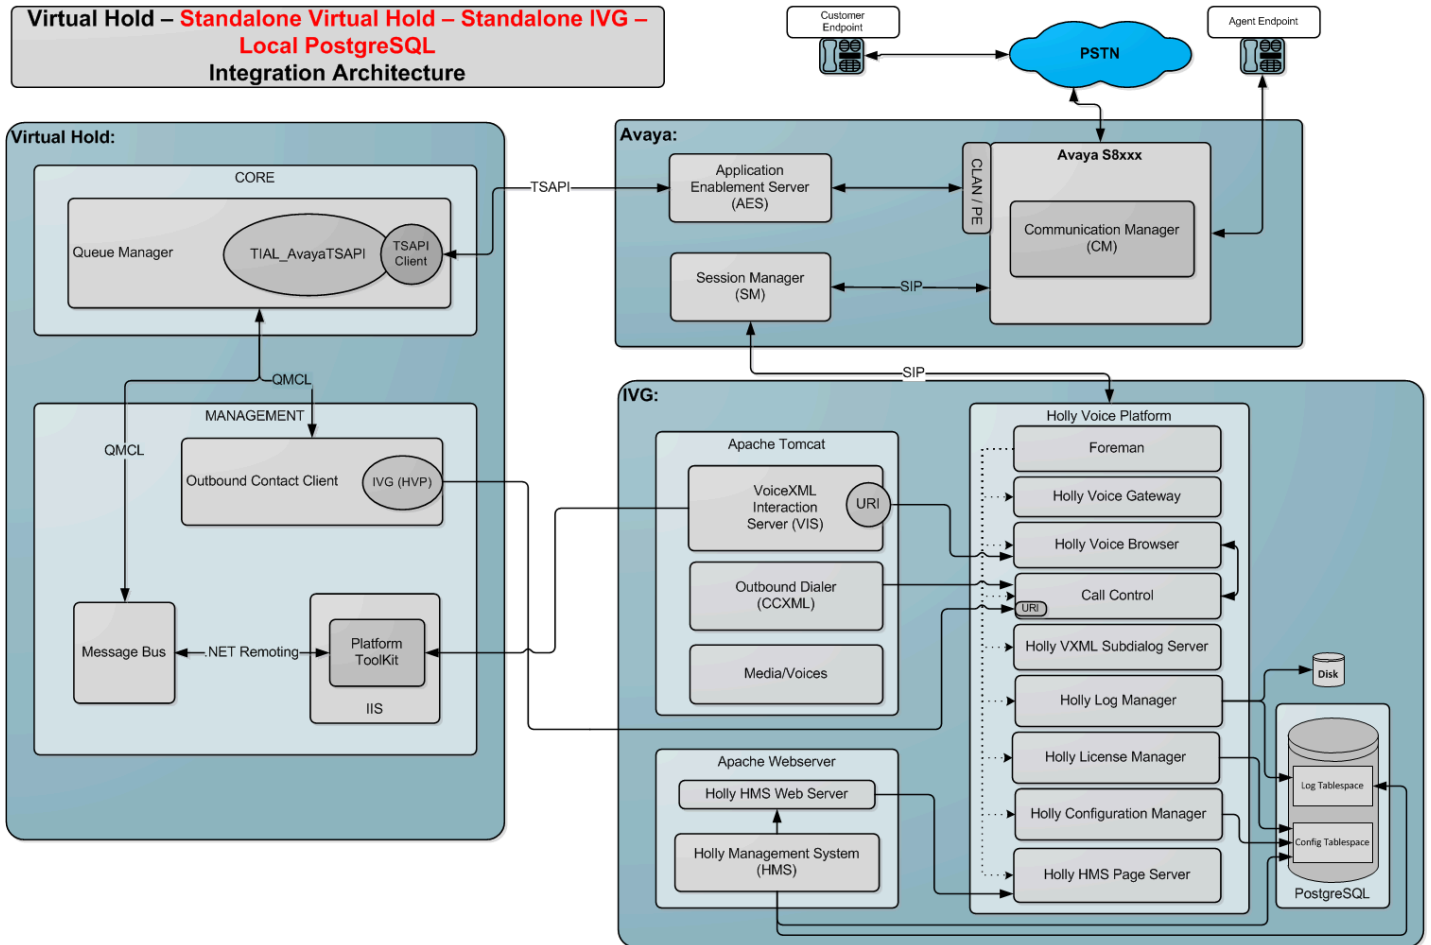 Virtual Hold – Standalone Virtual Hold – Standalone IVG –
Local PostgreSQL
Integration Architecture
Customer
Endpoint
PSTN
Agent Endpoint
Virtual Hold:
CORE
Queue Manager
TIAL_AvayaTSAPI
TSAPI
Client
TSAPI
QMCL
QMCL
MANAGEMENT
Outbound Contact Client
IVG (HVP)
Message Bus
.NET Remoting
Platform
ToolKit
IIS
Avaya:
Application
Enablement Server
(AES)
CLAN / PE
Avaya S8xxx
Communication Manager
(CM)
Session Manager
(SM)
SIP
SIP
IVG:
Apache Tomcat
VoiceXML
Interaction
Server (VIS)
URI
Outbound Dialer
(CCXML)
Media/Voices
Apache Webserver
Holly HMS Web Server
Holly Management System
(HMS)
Holly Voice Platform
Foreman
Holly Voice Gateway
Holly Voice Browser
Call Control
URI
Holly VXML Subdialog Server
Holly Log Manager
Holly License Manager
Holly Configuration Manager
Holly HMS Page Server
Disk
Log Tablespace
Config Tablespace
PostgreSQL